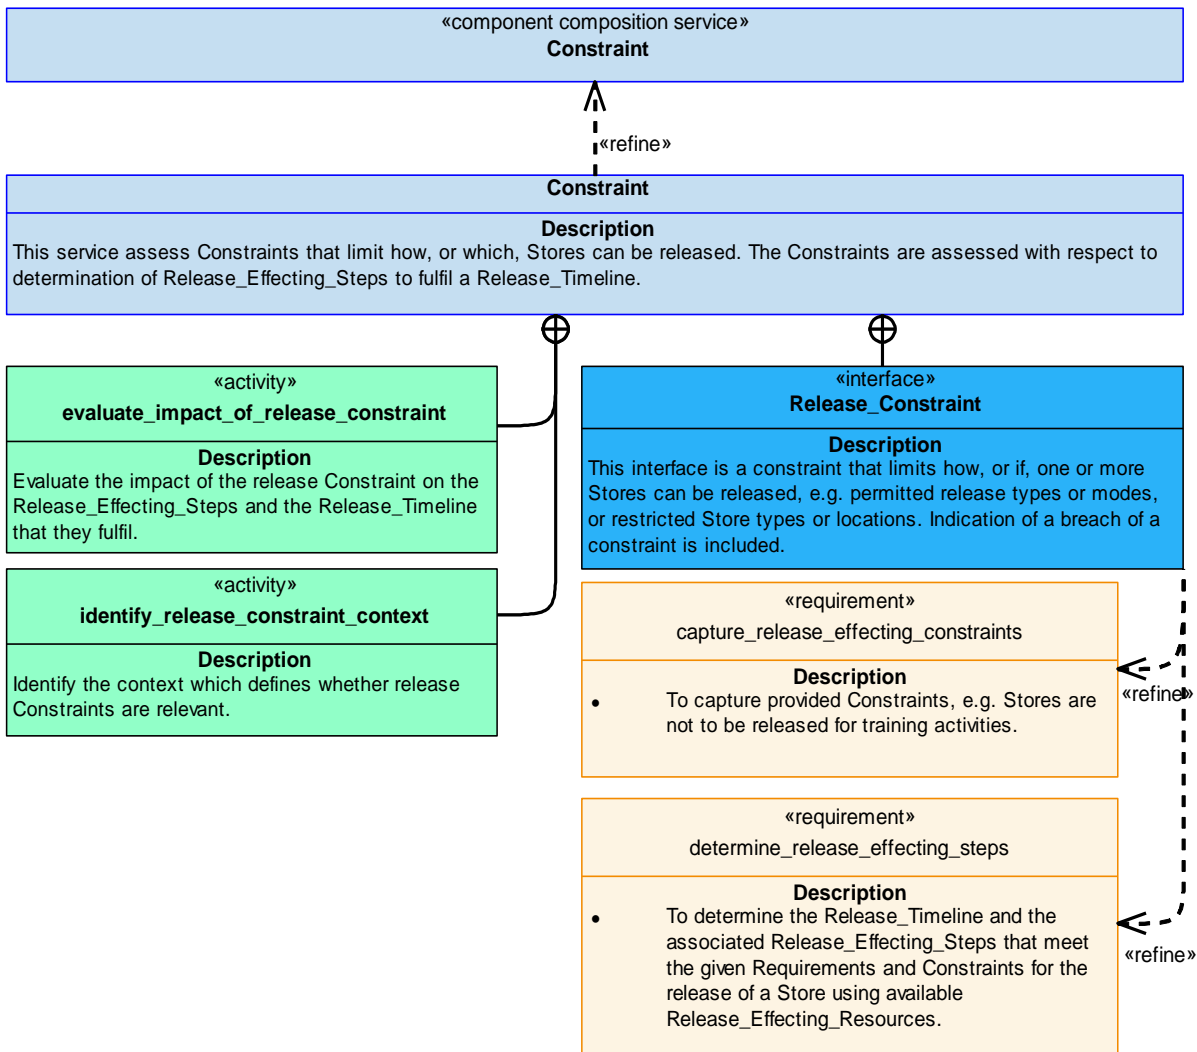 «component composition service»
Constraint
«refine»
Constraint
Description
This service assess Constraints that limit how, or which, Stores can be released. The Constraints are assessed with respect to
determination of Release_Effecting_Steps to fulfil a Release_Timeline.
«activity»
evaluate_impact_of_release_constraint
Description
Evaluate the impact of the release Constraint on the
Release_Effecting_Steps and the Release_Timeline
that they fulfil.
«interface»
Release_Constraint
Description
This interface is a constraint that limits how, or if, one or more
Stores can be released, e.g. permitted release types or modes,
or restricted Store types or locations. Indication of a breach of a
constraint is included.
«activity»
identify_release_constraint_context
Description
Identify the context which defines whether release
Constraints are relevant.
«requirement»
capture_release_effecting_constraints
Description
• To capture provided Constraints, e.g. Stores are
not to be released for training activities.
«refine»
«requirement»
determine_release_effecting_steps
Description
• To determine the Release_Timeline and the
associated Release_Effecting_Steps that meet
the given Requirements and Constraints for the
release of a Store using available
Release_Effecting_Resources.
«refine»